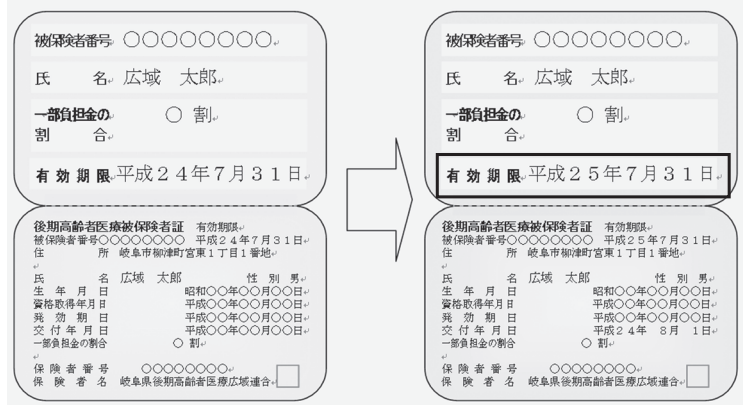 被保険者番号 ○○○○○○○○
氏　　名 広域　太郎
一部負担金の　　○ 割
割　　合
有効期限 平成２４年７月３１日
後期高齢者医療被保険者証　有効期限
被保険者番号○○○○○○○○　平成２４年７月３１日
住　　所　岐阜市柳津町宮東１丁目１番地
氏　　名　広域　太郎　　性　別　男
生　年　月　日　昭和○○年○○月○○日
資格取得年月日　平成○○年○○月○○日
発　効　期　日　平成○○年○○月○○日
交　付　年　月　日　平成○○年○○月○○日
一部負担金の割合　○ 割
保　険　者　番　号　○○○○○○○○
保　険　者　名　岐阜県後期高齢者医療広域連合
被保険者番号 ○○○○○○○○
氏　　名 広域　太郎
一部負担金の　　○ 割
割　　合
有効期限 平成２５年７月３１日
後期高齢者医療被保険者証　有効期限
被保険者番号○○○○○○○○　平成２５年７月３１日
住　　所　岐阜市柳津町宮東１丁目１番地
氏　　名　広域　太郎　　性　別　男
生　年　月　日　昭和○○年○○月○○日
資格取得年月日　平成○○年○○月○○日
発　効　期　日　平成○○年○○月○○日
交　付　年　月　日　平成２４年　８月　１日
一部負担金の割合　○ 割
保　険　者　番　号　○○○○○○○○
保　険　者　名　岐阜県後期高齢者医療広域連合